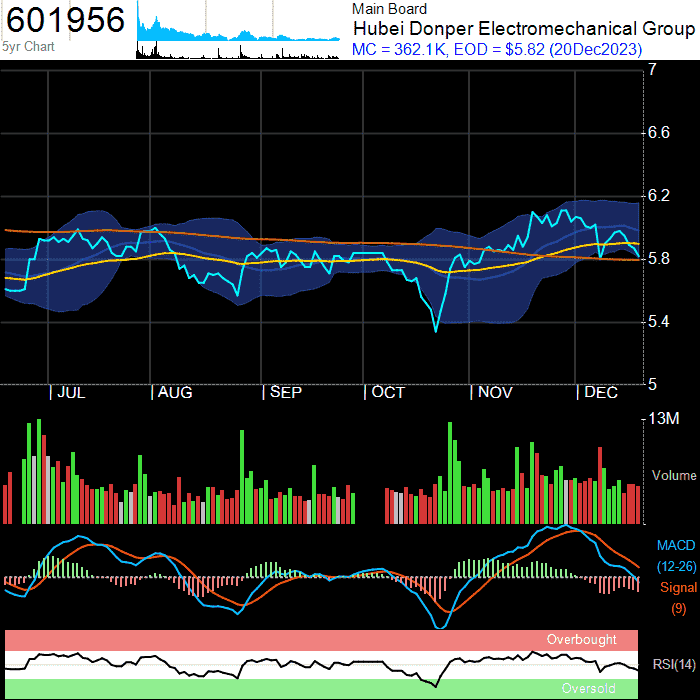 601956
5yr Chart
Main Board
Hubei Donper Electromechanical Group
MC = 362.1K, EOD = $5.82 (20Dec2023)
7
6.6
6.2
5.8
5.4
5
| JUL | AUG | SEP | OCT | NOV | DEC
13M
Volume
MACD
(12-26)
Signal
(9)
Overbought
RSI(14)
Oversold